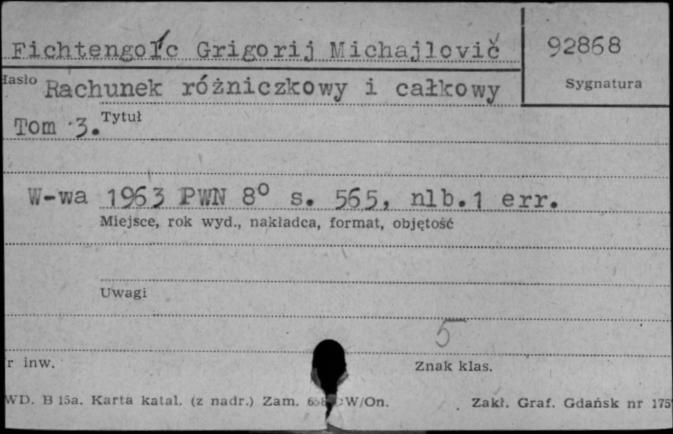 Fichtengolc Grigorij Michajlovič 92868
Hasło Sygnatura
Rachunek różniczkowy i całkowy
Tytuł
Tom 3.
W-wa 1963 PWN 8° s. 565, nlb.1 err.
Miejsce, rok wyd., nakładca, format, objętość
Uwagi
5
r inw. Znak klas.
WD. B 15a. Karta katal. (z nadr.) Zam. W/On. Zakł. Graf. Gdańsk nr 175